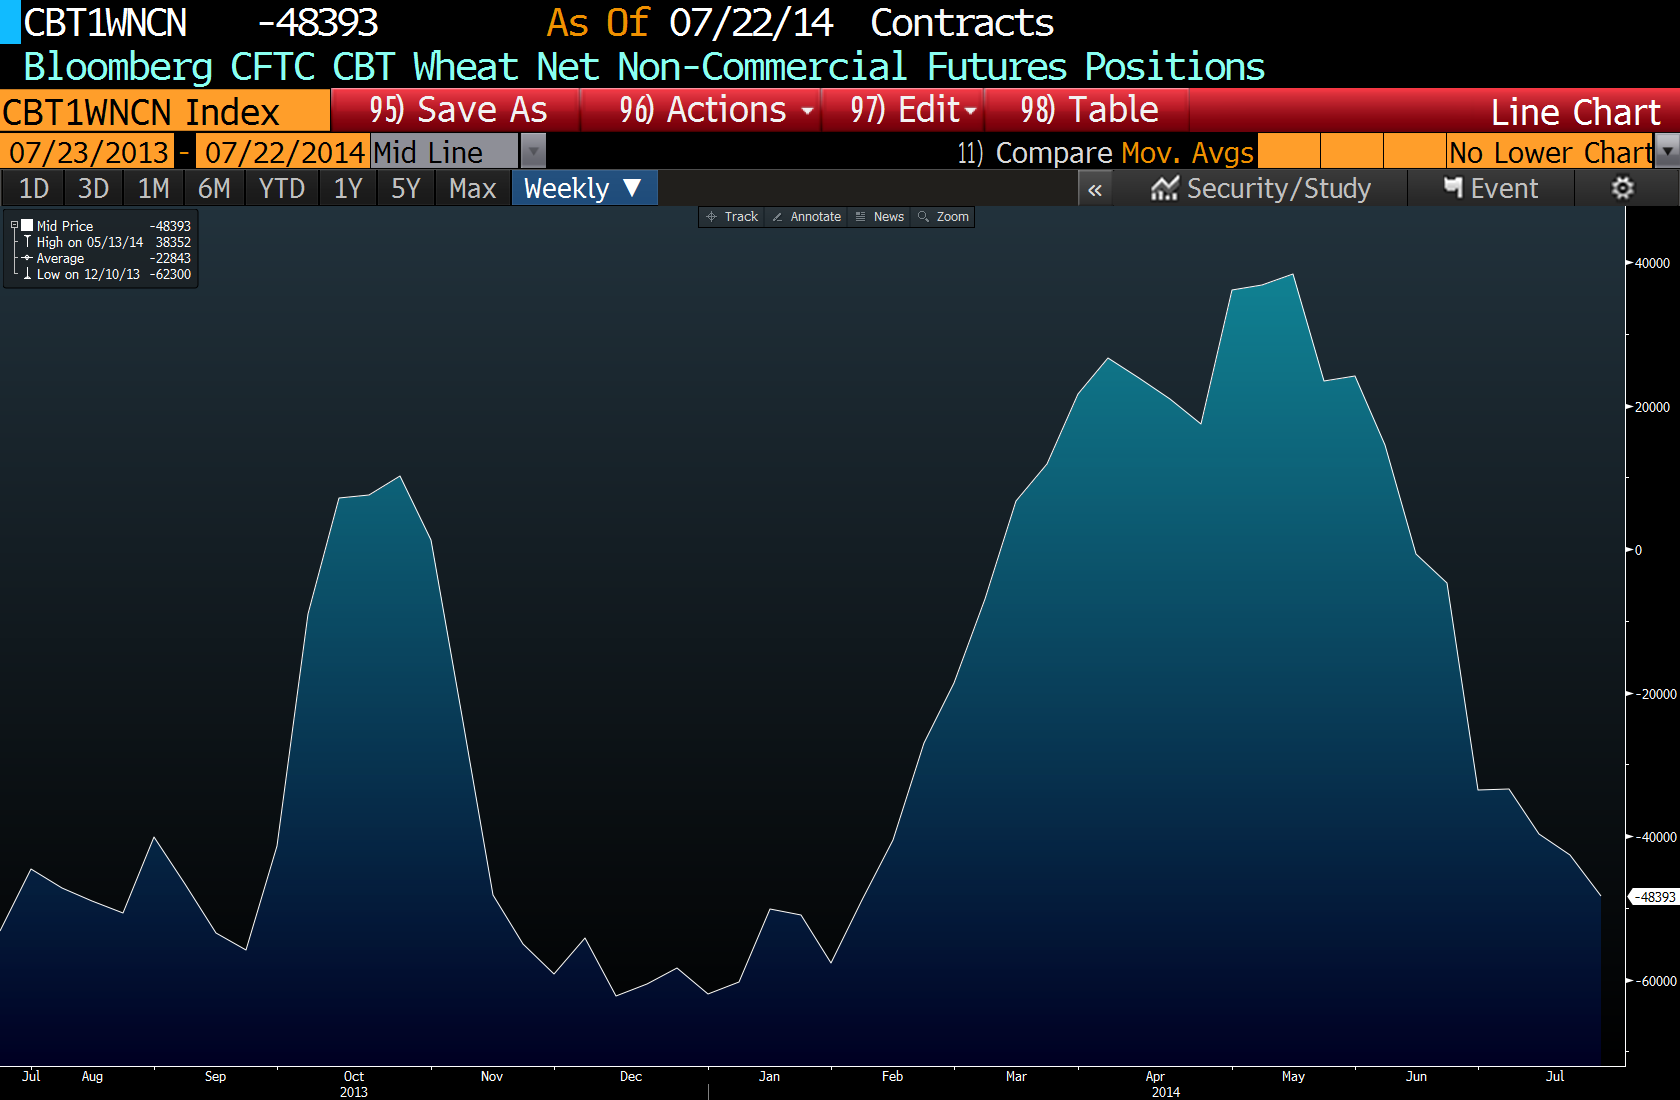 CBT1WNCN -48393 As Of 07/22/14 Contracts
Bloomberg CFTC CBT Wheat Net Non-Commercial Futures Positions
CBT1WNCN Index 95) Save As 96) Actions 97) Edit 98) Table Line Chart
07/23/2013 - 07/22/2014 Mid Line 11) Compare Mov. Avgs No Lower Chart
1D 3D 1M 6M YTD 1Y 5Y Max Weekly ▼ « Security/Study Event
Track Annotate News Zoom
Mid Price -48393
High on 05/13/14 38352
Average -22843
Low on 12/10/13 -62300
40000
20000
0
-20000
-40000
-48393
-60000
Jul Aug Sep Oct Nov Dec Jan Feb Mar Apr May Jun Jul
2013 2014